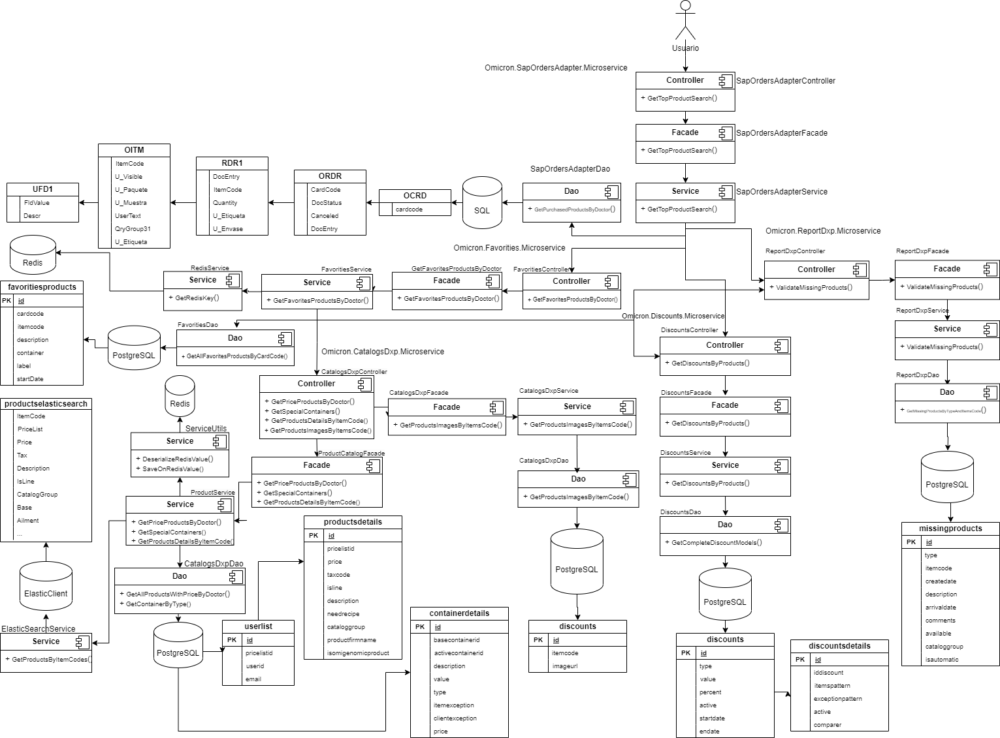 Usuario
Omicron.SapOrdersAdapter.Microservice
Controller
SapOrdersAdapterController
+ GetTopProductSearch()
Facade
SapOrdersAdapterFacade
+ GetTopProductSearch()
Service
SapOrdersAdapterService
+ GetTopProductSearch()
SapOrdersAdapterDao
Dao
+ GetPurchasedProductsByDoctor()
SQL
OCRD
cardcode
ORDR
CardCode
DocStatus
Canceled
DocEntry
RDR1
DocEntry
ItemCode
Quantity
U_Etiqueta
U_Envase
OITM
ItemCode
U_Visible
U_Paquete
U_Muestra
UserText
QryGroup31
U_Etiqueta
UFD1
FldValue
Descr
Omicron.Favorities.Microservice
FavoritiesController
Controller
+ GetFavoritesProductsByDoctor()
GetFavoritesProductsByDoctor
Facade
+ GetFavoritesProductsByDoctor()
FavoritiesService
Service
+ GetFavoritesProductsByDoctor()
RedisService
Service
+ GetRedisKey()
Redis
FavoritiesDao
Dao
+ GetAllFavoritesProductsByCardCode()
PostgreSQL
favoritiesproducts
PK id
cardcode
itemcode
description
container
label
startDate
Omicron.ReportDxp.Microservice
ReportDxpController
Controller
+ ValidateMissingProducts()
ReportDxpFacade
Facade
+ ValidateMissingProducts()
ReportDxpService
Service
+ ValidateMissingProducts()
ReportDxpDao
Dao
+ GetMissingProductsByTypeAndItemsCode()
PostgreSQL
missingproducts
PK id
type
itemcode
createdate
description
arrivaldate
comments
available
cataloggroup
isautomatic
Omicron.Discounts.Microservice
DiscountsController
Controller
+ GetDiscountsByProducts()
DiscountsFacade
Facade
+ GetDiscountsByProducts()
DiscountsService
Service
+ GetDiscountsByProducts()
DiscountsDao
Dao
+ GetCompleteDiscountModels()
PostgreSQL
discounts
PK id
type
value
percent
active
startdate
endate
discountsdetails
PK id
iddiscount
itemspattern
exceptionpattern
active
comparer
Omicron.CatalogsDxp.Microservice
CatalogsDxpController
Controller
+ GetPriceProductsByDoctor()
+ GetSpecialContainers()
+ GetProductsDetailsByItemCode()
+ GetProductsImagesByItemsCode()
CatalogsDxpFacade
Facade
+ GetProductsImagesByItemsCode()
CatalogsDxpService
Service
+ GetProductsImagesByItemsCode()
CatalogsDxpDao
Dao
+ GetProductsImagesByItemCode()
PostgreSQL
discounts
PK id
itemcode
imageurl
ProductCatalogFacade
Facade
+ GetPriceProductsByDoctor()
+ GetSpecialContainers()
+ GetProductsDetailsByItemCode()
ProductService
Service
+ GetPriceProductsByDoctor()
+ GetSpecialContainers()
+ GetProductsDetailsByItemCode()
ServiceUtils
Service
+ DeserializeRedisValue()
+ SaveOnRedisValue()
Redis
CatalogsDxpDao
Dao
+ GetAllProductsWithPriceByDoctor()
+ GetContainerByType()
PostgreSQL
userlist
PK id
pricelistid
userid
email
productsdetails
PK id
pricelistid
price
taxcode
isline
description
needrecipe
cataloggroup
productfirmname
isomigenomicproduct
containerdetails
PK id
basecontainerid
activecontainerid
description
value
type
itemexception
clientexception
price
ElasticSearchService
Service
+ GetProductsByItemCodes()
ElasticClient
productselasticsearch
ItemCode
PriceList
Price
Tax
Description
IsLine
CatalogGroup
Base
Ailment
...